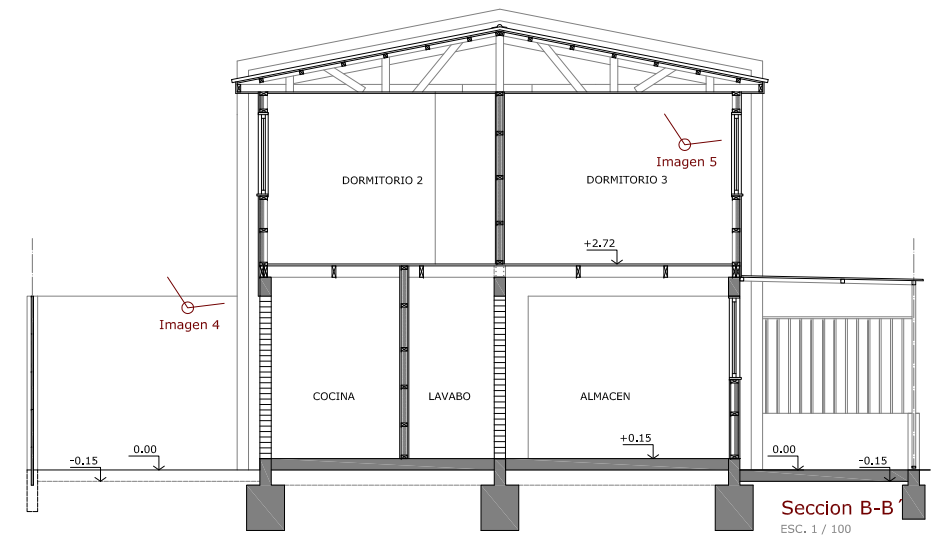 Imagen 5
DORMITORIO 2
DORMITORIO 3
+2.72
Imagen 4
COCINA
LAVABO
ALMACEN
+0.15
0.00
-0.15
0.00
-0.15
Seccion B-B´
ESC. 1 / 100